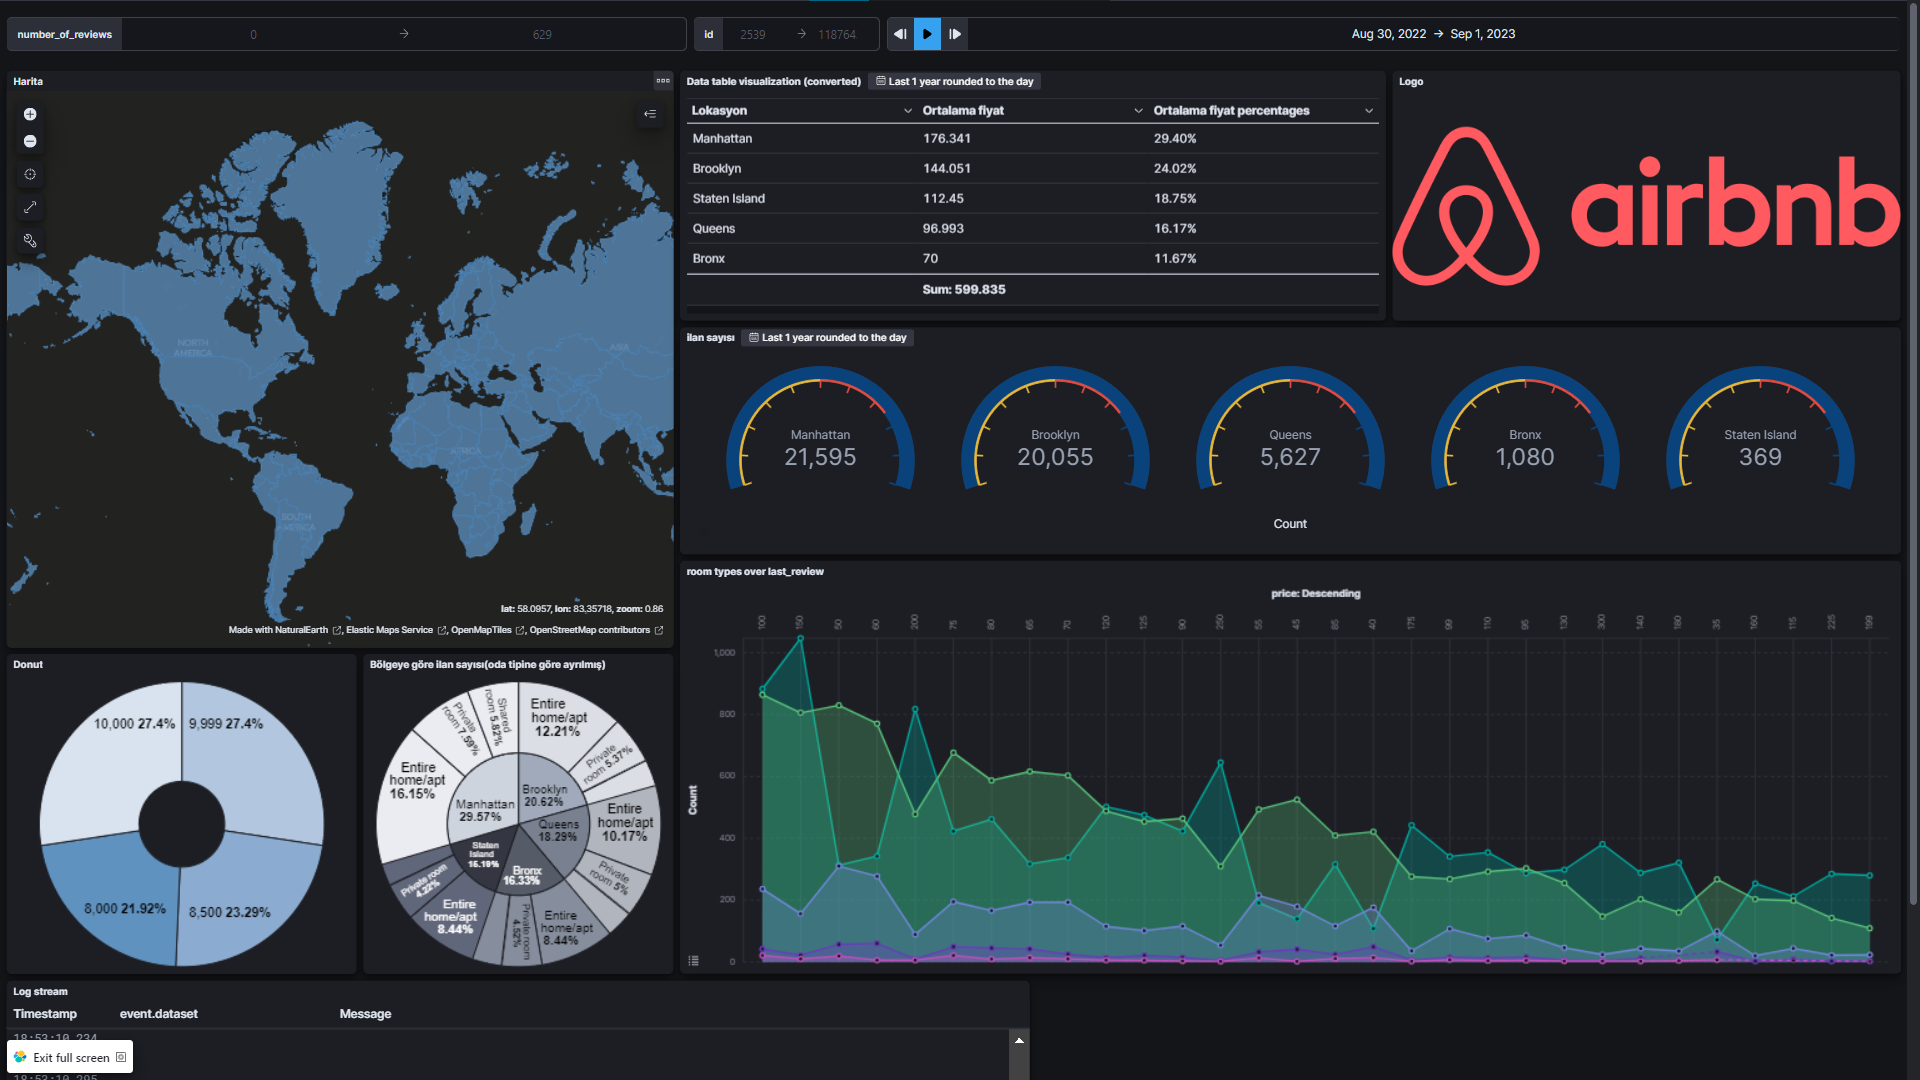 number_of_reviews 0 → 629
id 2539 → 118764
Aug 30, 2022 → Sep 1, 2023
Harita
NORTH AMERICA
ASIA
AFRICA
SOUTH AMERICA
lat: 58.0957, lon: 83.35718, zoom: 0.86
Made with NaturalEarth, Elastic Maps Service, OpenMapTiles, OpenStreetMap contributors
Data table visualization (converted) Last 1 year rounded to the day
Lokasyon Ortalama fiyat Ortalama fiyat percentages
Manhattan 176.341 29.40%
Brooklyn 144.051 24.02%
Staten Island 112.45 18.75%
Queens 96.993 16.17%
Bronx 70 11.67%
Sum: 599.835
Logo
airbnb
ilan sayısı Last 1 year rounded to the day
Manhattan
21,595
Brooklyn
20,055
Queens
5,627
Bronx
1,080
Staten Island
369
Count
Donut
10,000 27.4%
9,999 27.4%
8,000 21.92%
8,500 23.29%
Bölgeye göre ilan sayısı(oda tipine göre ayrılmış)
Shared room 5.82%
Private room 7.59%
Entire home/apt 12.21%
Private room 5.37%
Entire home/apt 16.15%
Manhattan 29.57%
Brooklyn 20.62%
Queens 18.29%
Entire home/apt 10.17%
Staten Island 15.19%
Bronx 16.33%
Private room 4.22%
Private room 5%
Entire home/apt 8.44%
Private room 4.52%
Entire home/apt 8.44%
room types over last_review
price: Descending
100 150 50 60 200 75 80 65 70 120 125 90 250 55 45 85 40 175 99 110 95 130 300 140 180 35 160 115 225 199
1,000
800
600
400
200
0
Count
Log stream
Timestamp event.dataset Message
18:53:10.234
Exit full screen
18:53:10.295